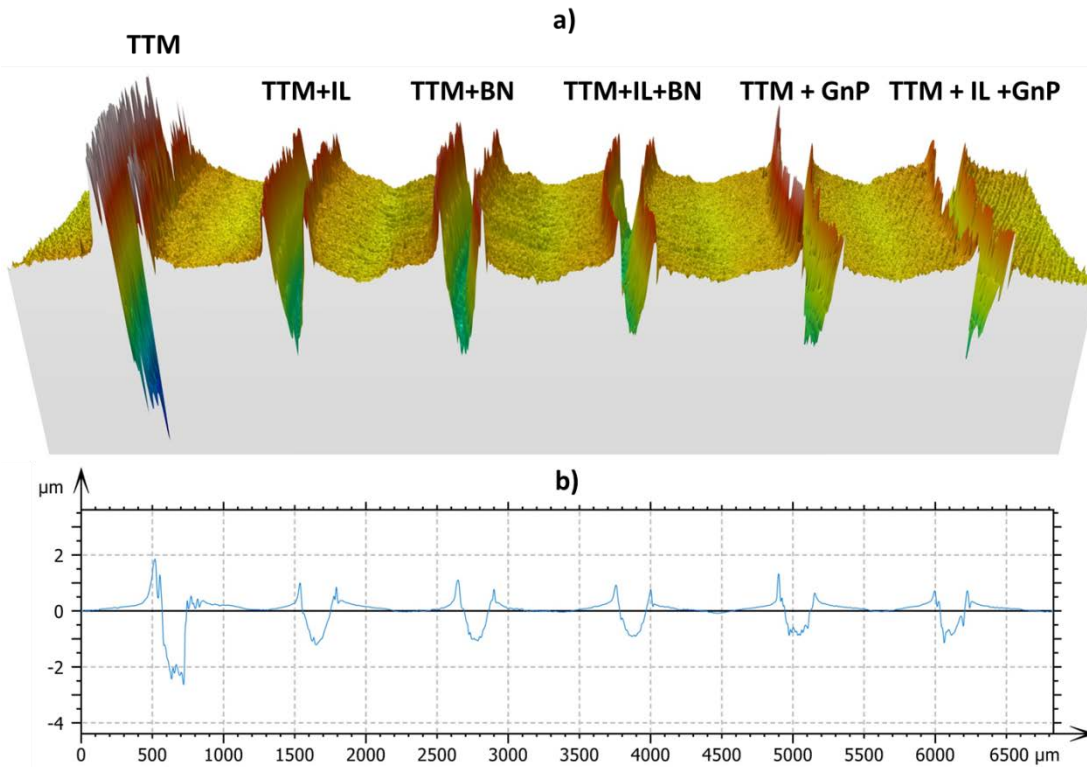 a)
TTM
TTM+IL
TTM+BN
TTM+IL+BN
TTM + GnP
TTM + IL +GnP
b)
µm
2
0
-2
-4
0 500 1000 1500 2000 2500 3000 3500 4000 4500 5000 5500 6000 6500 µm